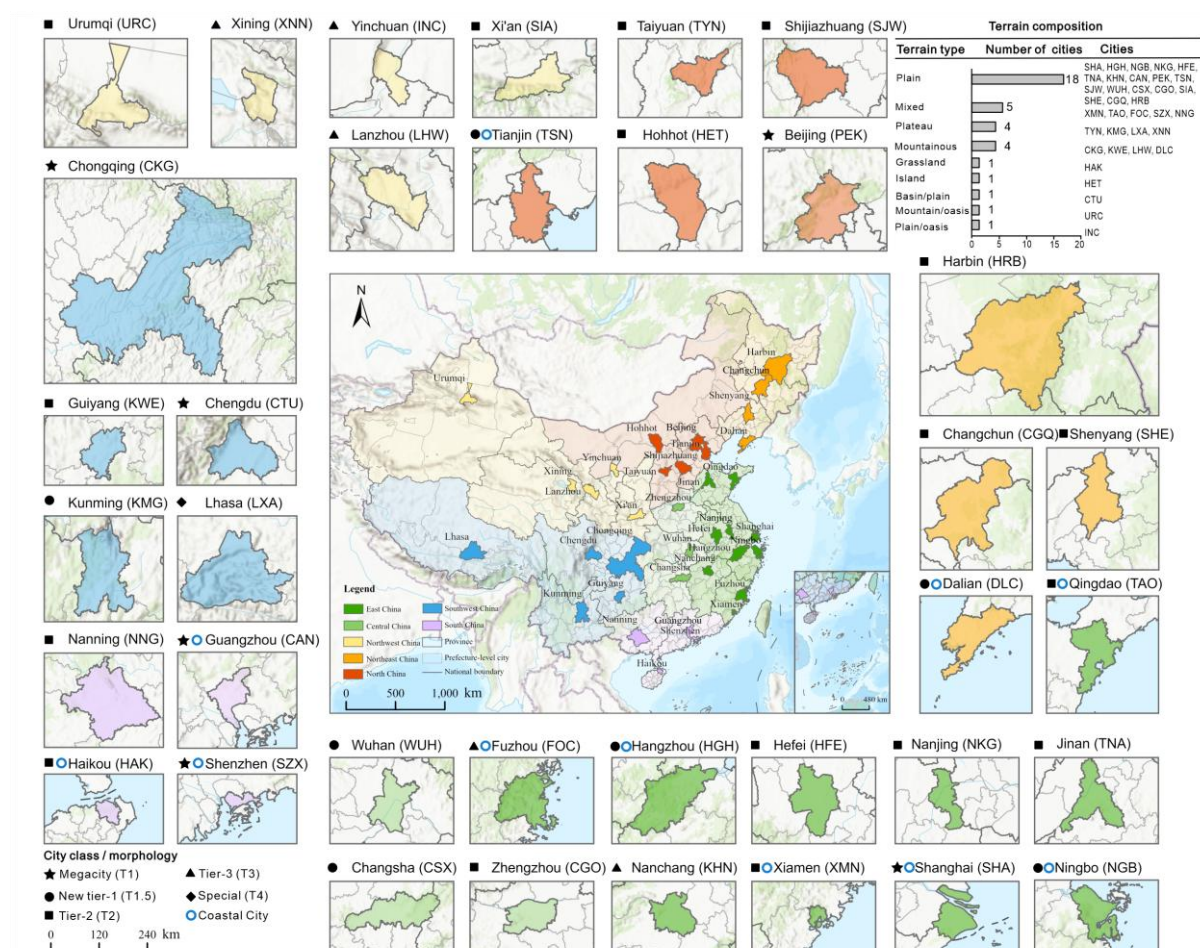 ■ Urumqi (URC)
▲ Xining (XNN)
▲ Yinchuan (INC)
■ Xi'an (SIA)
■ Taiyuan (TYN)
■ Shijiazhuang (SJW)
Terrain composition
Terrain type Number of cities Cities
Plain 18 SHA, HGH, NGB, NKG, HFE,
TNA, KHN, CAN, PEK, TSN,
SJW, WUH, CSX, CGO, SIA,
SHE, CGQ, HRB
Mixed 5 XMN, TAO, FOC, SZX, NNG
Plateau 4 TYN, KMG, LXA, XNN
Mountainous 4 CKG, KWE, LHW, DLC
Grassland 1 HAK
Island 1 HET
Basin/plain 1 CTU
Mountain/oasis 1 URC
Plain/oasis 1 INC
0 5 10 15 20
▲ Lanzhou (LHW)
Tianjin (TSN)
■ Hohhot (HET)
★ Beijing (PEK)
★ Chongqing (CKG)
■ Harbin (HRB)
■ Guiyang (KWE)
★ Chengdu (CTU)
■ Changchun (CGQ)
■ Shenyang (SHE)
● Kunming (KMG)
◆ Lhasa (LXA)
Dalian (DLC)
Qingdao (TAO)
■ Nanning (NNG)
Guangzhou (CAN)
Haikou (HAK)
Shenzhen (SZX)
N
Harbin
Changchun
Urumqi
Shenyang
Hohhot
Beijing
Dalian
Tianjin
Yinchuan
Shijiazhuang
Xining
Taiyuan
Qingdao
Jinan
Lanzhou
Zhengzhou
Xi'an
Nanjing
Chongqing
Hefei
Shanghai
Lhasa
Chengdu
Wuhan
Ningbo
Hangzhou
Nanchang
Changsha
Guiyang
Fuzhou
Kunming
Xiamen
Nanning
Guangzhou
Shenzhen
Haikou
Legend
East China
Southwest China
Central China
South China
Northwest China
Province
Northeast China
Prefecture-level city
North China
National boundary
0 500 1,000 km
0 480 km
● Wuhan (WUH)
Fuzhou (FOC)
Hangzhou (HGH)
■ Hefei (HFE)
■ Nanjing (NKG)
■ Jinan (TNA)
● Changsha (CSX)
■ Zhengzhou (CGO)
▲ Nanchang (KHN)
Xiamen (XMN)
Shanghai (SHA)
Ningbo (NGB)
City class / morphology
★ Megacity (T1)
▲ Tier-3 (T3)
● New tier-1 (T1.5)
◆ Special (T4)
■ Tier-2 (T2)
Coastal City
0 120 240 km